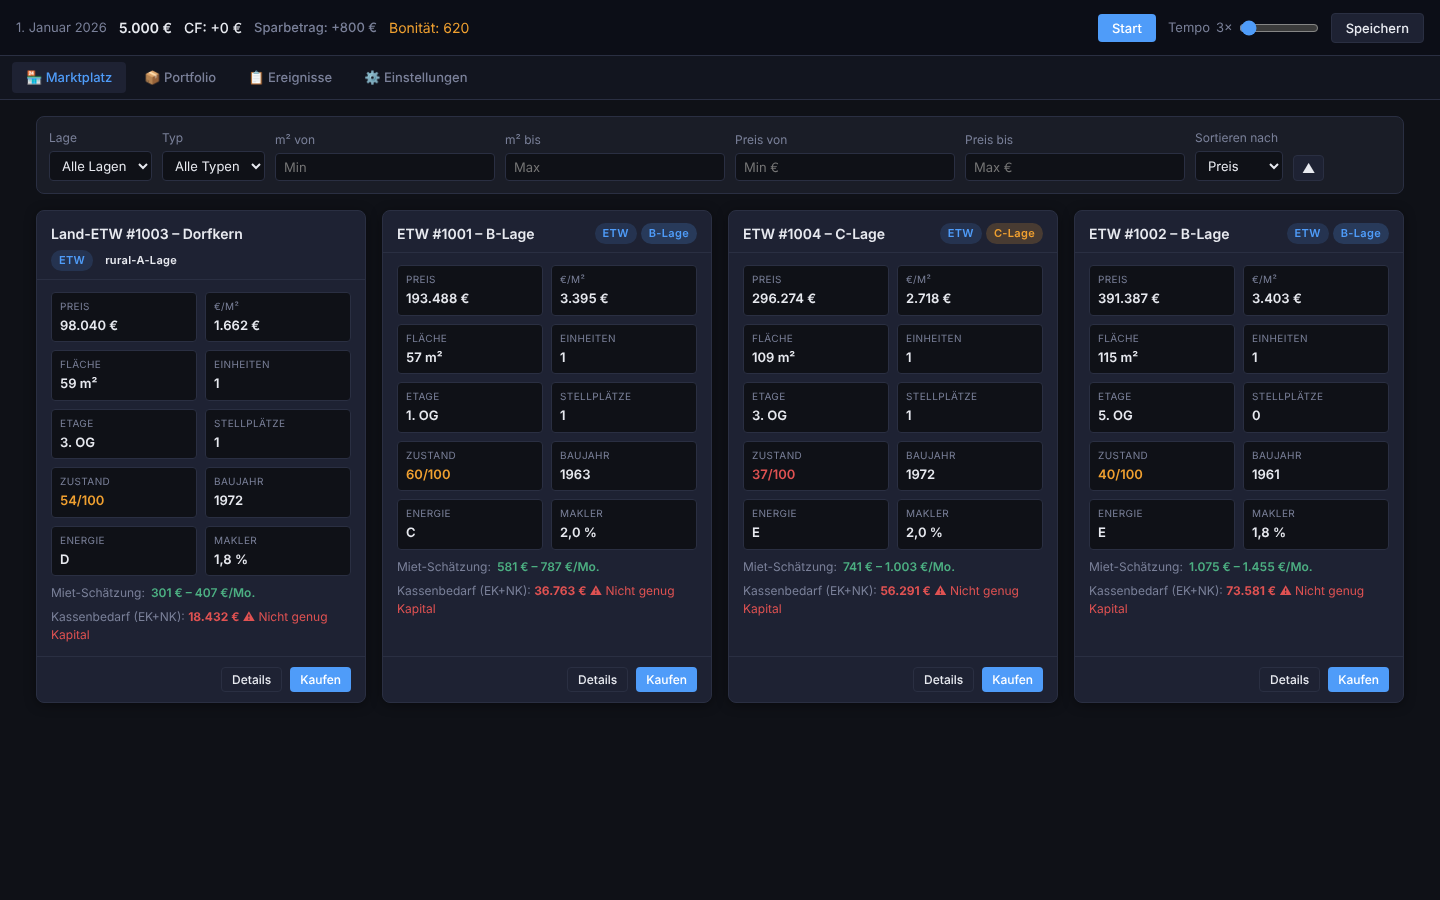 1. Januar 2026 5.000 € CF: +0 € Sparbetrag: +800 € Bonität: 620 Start Tempo 3× Speichern
🏪 Marktplatz 📦 Portfolio 📋 Ereignisse ⚙️ Einstellungen
Lage Typ m² von m² bis Preis von Preis bis Sortieren nach
Alle Lagen Alle Typen Min Max Min € Max € Preis ▲
Land-ETW #1003 – Dorfkern
ETW rural-A-Lage
PREIS €/M²
98.040 € 1.662 €
FLÄCHE EINHEITEN
59 m² 1
ETAGE STELLPLÄTZE
3. OG 1
ZUSTAND BAUJAHR
54/100 1972
ENERGIE MAKLER
D 1,8 %
Miet-Schätzung: 301 € – 407 €/Mo.
Kassenbedarf (EK+NK): 18.432 € ⚠ Nicht genug
Kapital
Details Kaufen
ETW #1001 – B-Lage ETW B-Lage
PREIS €/M²
193.488 € 3.395 €
FLÄCHE EINHEITEN
57 m² 1
ETAGE STELLPLÄTZE
1. OG 1
ZUSTAND BAUJAHR
60/100 1963
ENERGIE MAKLER
C 2,0 %
Miet-Schätzung: 581 € – 787 €/Mo.
Kassenbedarf (EK+NK): 36.763 € ⚠ Nicht genug
Kapital
Details Kaufen
ETW #1004 – C-Lage ETW C-Lage
PREIS €/M²
296.274 € 2.718 €
FLÄCHE EINHEITEN
109 m² 1
ETAGE STELLPLÄTZE
3. OG 1
ZUSTAND BAUJAHR
37/100 1972
ENERGIE MAKLER
E 2,0 %
Miet-Schätzung: 741 € – 1.003 €/Mo.
Kassenbedarf (EK+NK): 56.291 € ⚠ Nicht genug
Kapital
Details Kaufen
ETW #1002 – B-Lage ETW B-Lage
PREIS €/M²
391.387 € 3.403 €
FLÄCHE EINHEITEN
115 m² 1
ETAGE STELLPLÄTZE
5. OG 0
ZUSTAND BAUJAHR
40/100 1961
ENERGIE MAKLER
E 1,8 %
Miet-Schätzung: 1.075 € – 1.455 €/Mo.
Kassenbedarf (EK+NK): 73.581 € ⚠ Nicht genug
Kapital
Details Kaufen